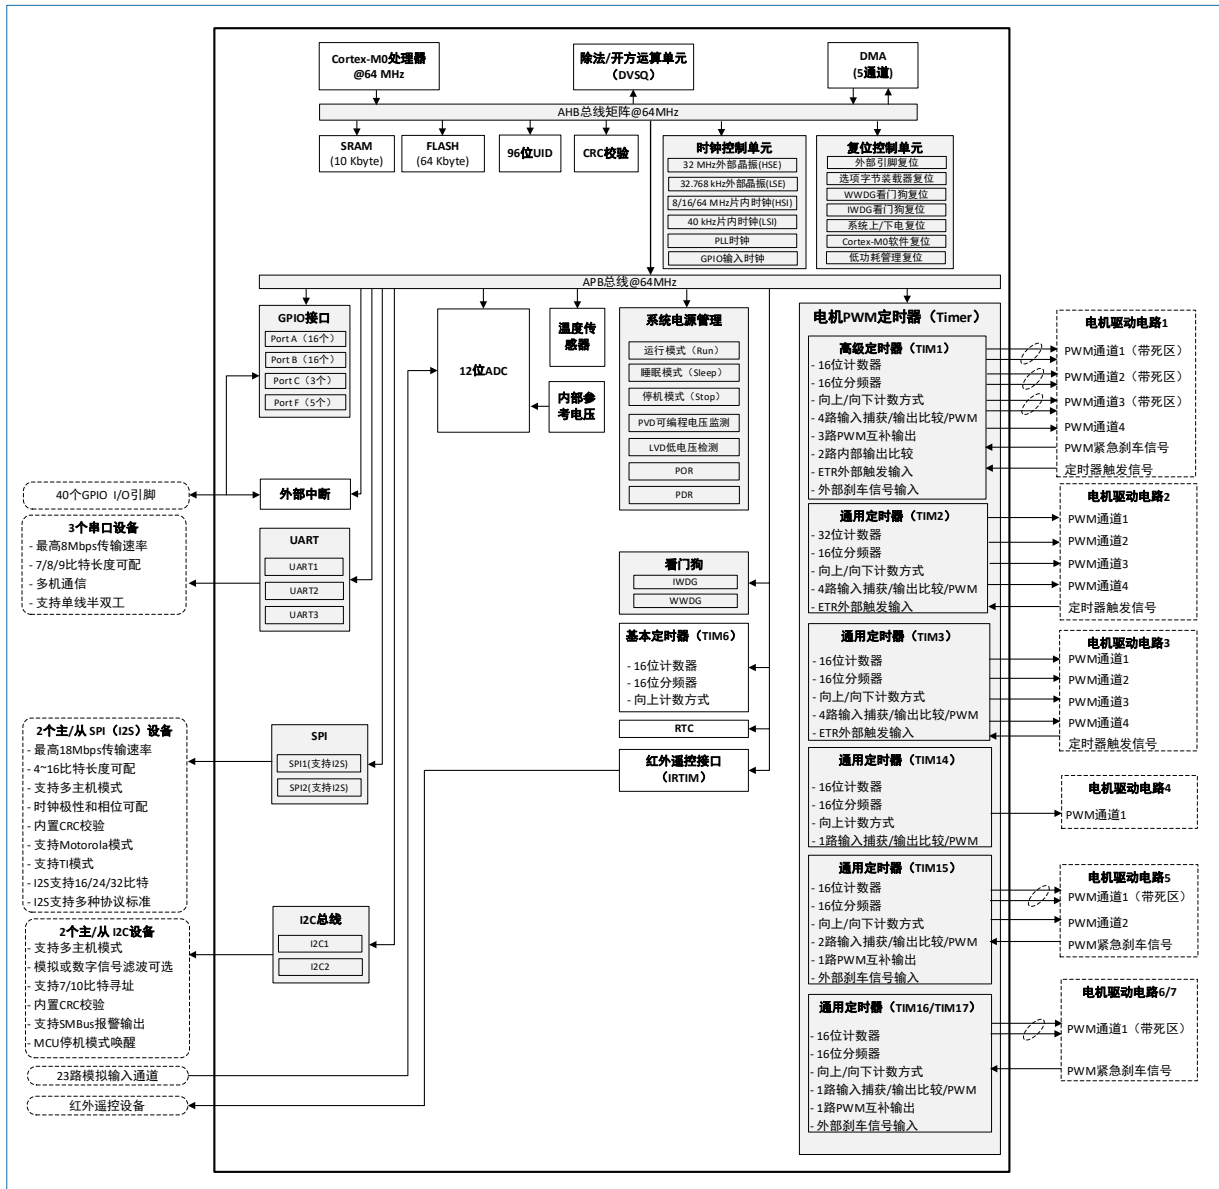 Cortex-M0处理器
@64 MHz
除法/开方运算单元
（DVSQ）
DMA
(5通道)
AHB总线矩阵@64MHz
SRAM
(10 Kbyte)
FLASH
(64 Kbyte)
96位UID
CRC校验
时钟控制单元
32 MHz外部晶振(HSE)
32.768 kHz外部晶振(LSE)
8/16/64 MHz片内时钟(HSI)
40 kHz片内时钟(LSI)
PLL时钟
GPIO输入时钟
复位控制单元
外部引脚复位
选项字节装载器复位
WWDG看门狗复位
IWDG看门狗复位
系统上/下电复位
Cortex-M0软件复位
低功耗管理复位
APB总线@64MHz
GPIO接口
Port A（16个）
Port B（16个）
Port C（3个）
Port F（5个）
外部中断
40个GPIO I/O引脚
12位ADC
温度传
感器
内部参
考电压
系统电源管理
运行模式（Run）
睡眠模式（Sleep）
停机模式（Stop）
PVD可编程电压监测
LVD低电压检测
POR
PDR
3个串口设备
- 最高8Mbps传输速率
- 7/8/9比特长度可配
- 多机通信
- 支持单线半双工
UART
UART1
UART2
UART3
看门狗
IWDG
WWDG
基本定时器（TIM6）
- 16位计数器
- 16位分频器
- 向上计数方式
RTC
红外遥控接口
（IRTIM）
2个主/从 SPI（I2S）设备
- 最高18Mbps传输速率
- 4~16比特长度可配
- 支持多主机模式
- 时钟极性和相位可配
- 内置CRC校验
- 支持Motorola模式
- 支持TI模式
- I2S支持16/24/32比特
- I2S支持多种协议标准
SPI
SPI1(支持I2S)
SPI2(支持I2S)
2个主/从 I2C设备
- 支持多主机模式
- 模拟或数字信号滤波可选
- 支持7/10比特寻址
- 内置CRC校验
- 支持SMBus报警输出
- MCU停机模式唤醒
I2C总线
I2C1
I2C2
23路模拟输入通道
红外遥控设备
电机PWM定时器（Timer）
高级定时器（TIM1）
- 16位计数器
- 16位分频器
- 向上/向下计数方式
- 4路输入捕获/输出比较/PWM
- 3路PWM互补输出
- 2路内部输出比较
- ETR外部触发输入
- 外部刹车信号输入
通用定时器（TIM2）
- 32位计数器
- 16位分频器
- 向上/向下计数方式
- 4路输入捕获/输出比较/PWM
- ETR外部触发输入
通用定时器（TIM3）
- 16位计数器
- 16位分频器
- 向上/向下计数方式
- 4路输入捕获/输出比较/PWM
- ETR外部触发输入
通用定时器（TIM14）
- 16位计数器
- 16位分频器
- 向上计数方式
- 1路输入捕获/输出比较/PWM
通用定时器（TIM15）
- 16位计数器
- 16位分频器
- 向上/向下计数方式
- 2路输入捕获/输出比较/PWM
- 1路PWM互补输出
- 外部刹车信号输入
通用定时器（TIM16/TIM17）
- 16位计数器
- 16位分频器
- 向上/向下计数方式
- 1路输入捕获/输出比较/PWM
- 1路PWM互补输出
- 外部刹车信号输入
电机驱动电路1
PWM通道1（带死区）
PWM通道2（带死区）
PWM通道3（带死区）
PWM通道4
PWM紧急刹车信号
定时器触发信号
电机驱动电路2
PWM通道1
PWM通道2
PWM通道3
PWM通道4
定时器触发信号
电机驱动电路3
PWM通道1
PWM通道2
PWM通道3
PWM通道4
定时器触发信号
电机驱动电路4
PWM通道1
电机驱动电路5
PWM通道1（带死区）
PWM通道2
PWM紧急刹车信号
电机驱动电路6/7
PWM通道1（带死区）
PWM紧急刹车信号